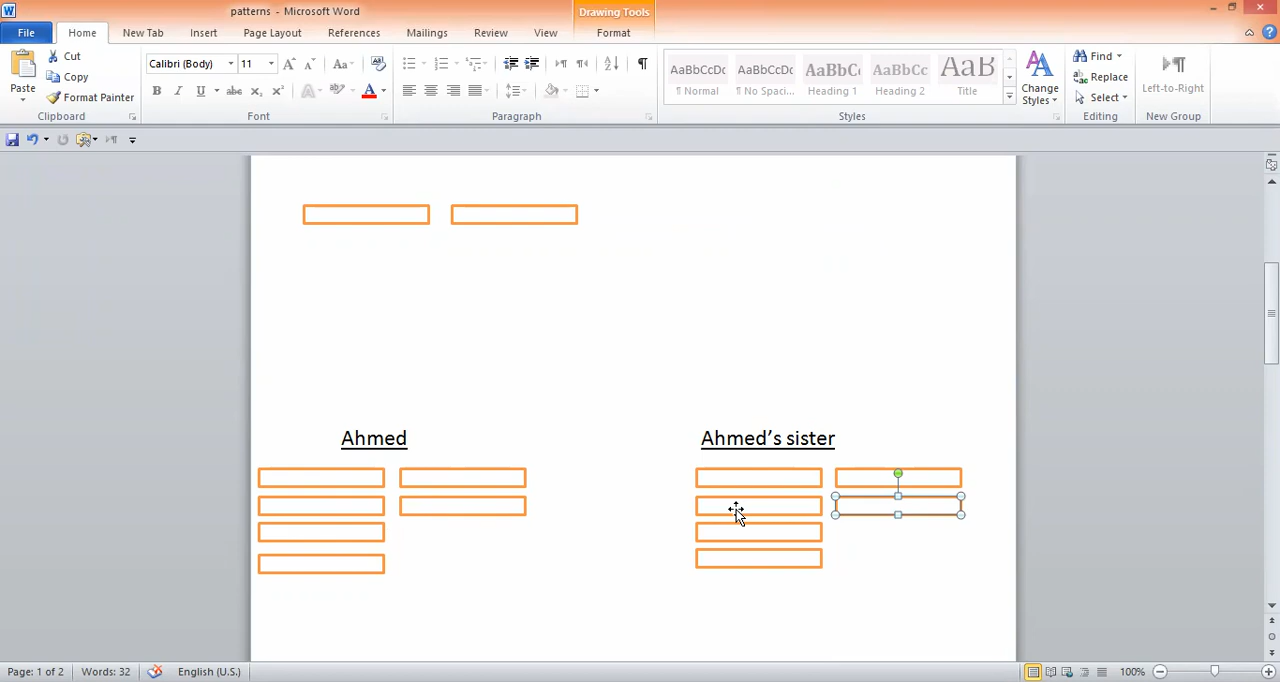 patterns - Microsoft Word
Drawing Tools
File Home New Tab Insert Page Layout References Mailings Review View Format
Paste
Cut
Copy
Format Painter
Clipboard
Calibri (Body) 11
Font
Paragraph
AaBbCcDc AaBbCcDc AaBbC AaBbCc AaB
¶ Normal ¶ No Spaci... Heading 1 Heading 2 Title
Change
Styles
Styles
Find
Replace
Select
Editing
Left-to-Right
New Group
Ahmed Ahmed's sister
Page: 1 of 2 Words: 32 English (U.S.) 100%